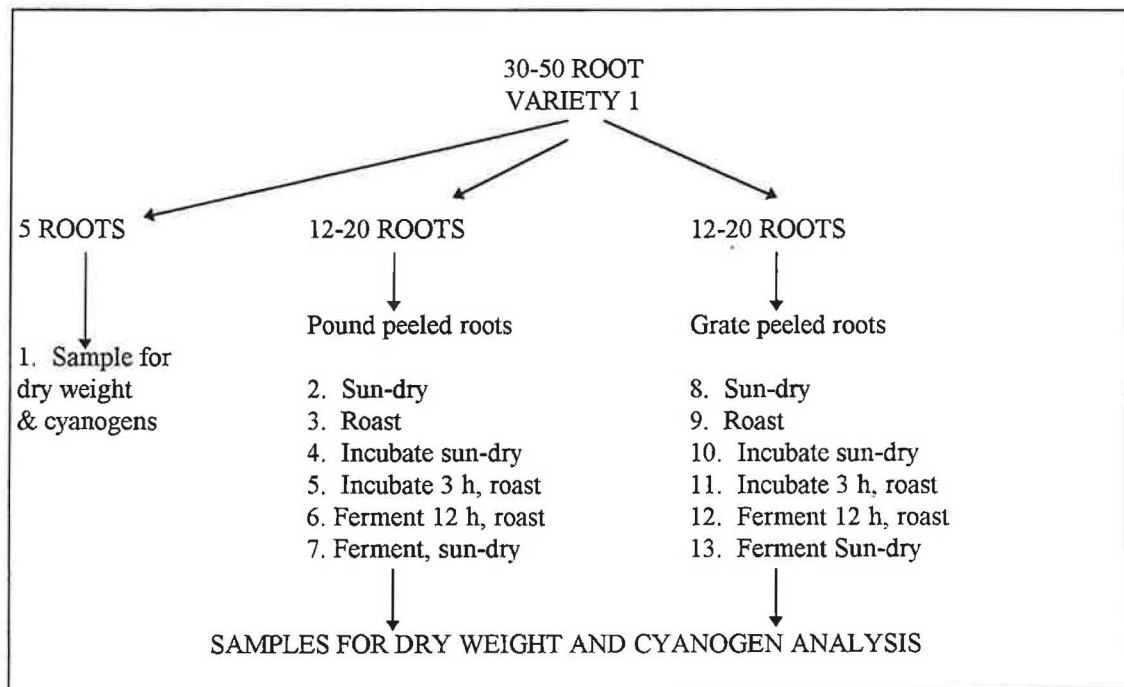 30-50 ROOT
VARIETY 1
5 ROOTS
12-20 ROOTS
12-20 ROOTS
1. Sample for
dry weight
& cyanogens
Pound peeled roots
2. Sun-dry
3. Roast
4. Incubate sun-dry
5. Incubate 3 h, roast
6. Ferment 12 h, roast
7. Ferment, sun-dry
Grate peeled roots
8. Sun-dry
9. Roast
10. Incubate sun-dry
11. Incubate 3 h, roast
12. Ferment 12 h, roast
13. Ferment Sun-dry
SAMPLES FOR DRY WEIGHT AND CYANOGEN ANALYSIS